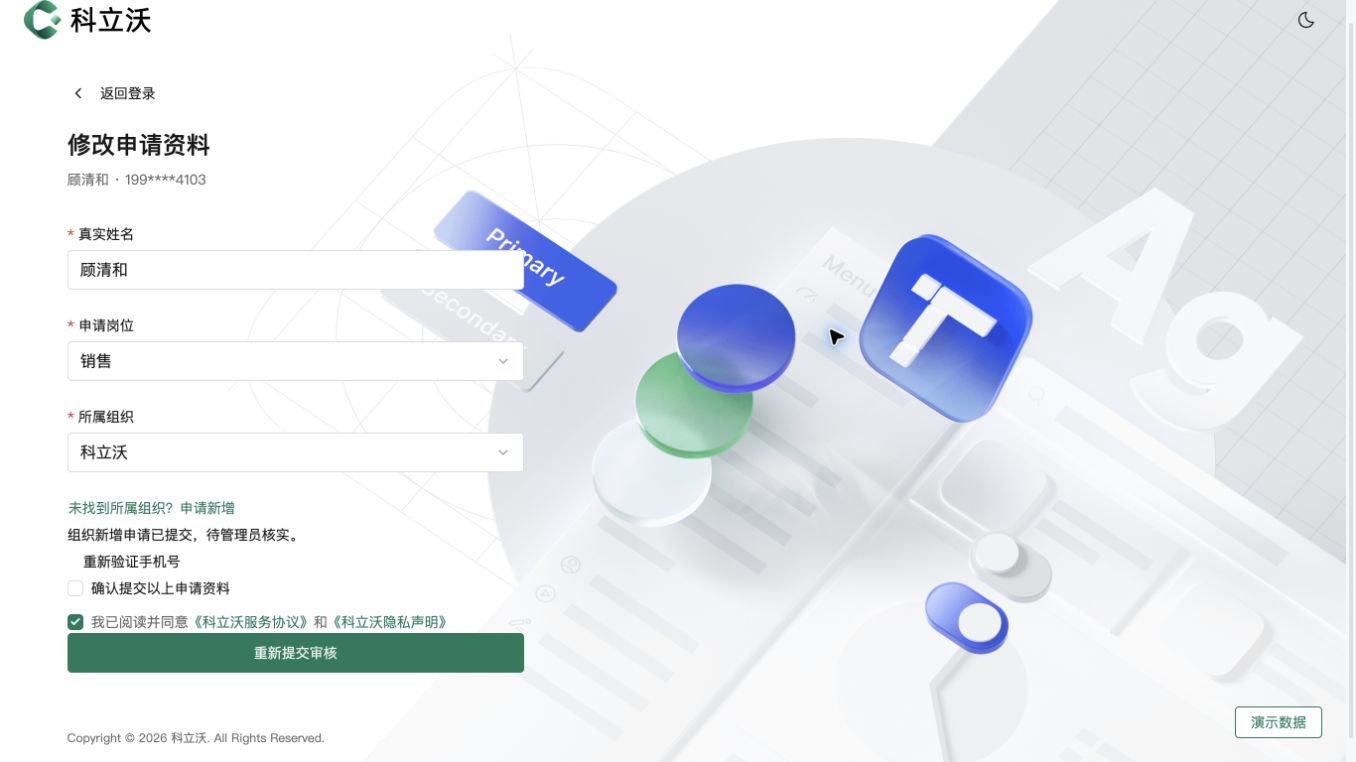 科立沃
返回登录
修改申请资料
顾清和 · 199****4103
* 真实姓名
顾清和
* 申请岗位
销售
* 所属组织
科立沃
未找到所属组织？申请新增
组织新增申请已提交，待管理员核实。
重新验证手机号
确认提交以上申请资料
我已阅读并同意《科立沃服务协议》和《科立沃隐私声明》
重新提交审核
Copyright © 2026 科立沃. All Rights Reserved.
Primary
Secondary
Menu
T
Ag
演示数据